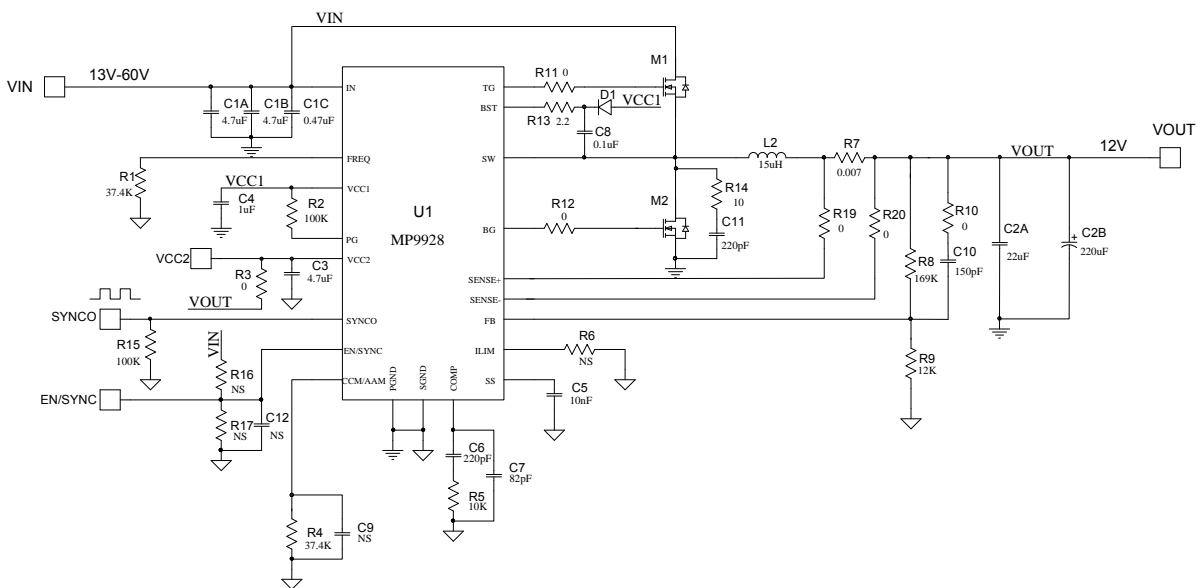 VIN
M1
VIN
13V-60V
R11 0
IN
TG
D1
C1A
C1B
C1C
BST
VCC1
4.7uF
4.7uF
0.47uF
R13 2.2
C8
0.1uF
VOUT
L2
R7
FREQ
SW
VOUT
12V
15uH
0.007
R1
37.4K
VCC1
VCC1
R14
10
C4
1uF
R2
100K
U1
MP9928
R12
0
M2
C11
220pF
R19
0
R20
0
R10
0
C2A
22uF
C2B
+
220uF
PG
BG
VCC2
VCC2
C10
150pF
R3
0
C3
4.7uF
R8
169K
SENSE+
VOUT
SENSE-
SYNCO
SYNCO
FB
R15
100K
VIN
R6
NS
EN/SYNC
ILIM
R9
12K
R16
NS
CCM/AAM
PGND
SGND
COMP
SS
C5
10nF
EN/SYNC
R17
NS
C12
NS
C6
220pF
C7
82pF
R5
10K
R4
37.4K
C9
NS